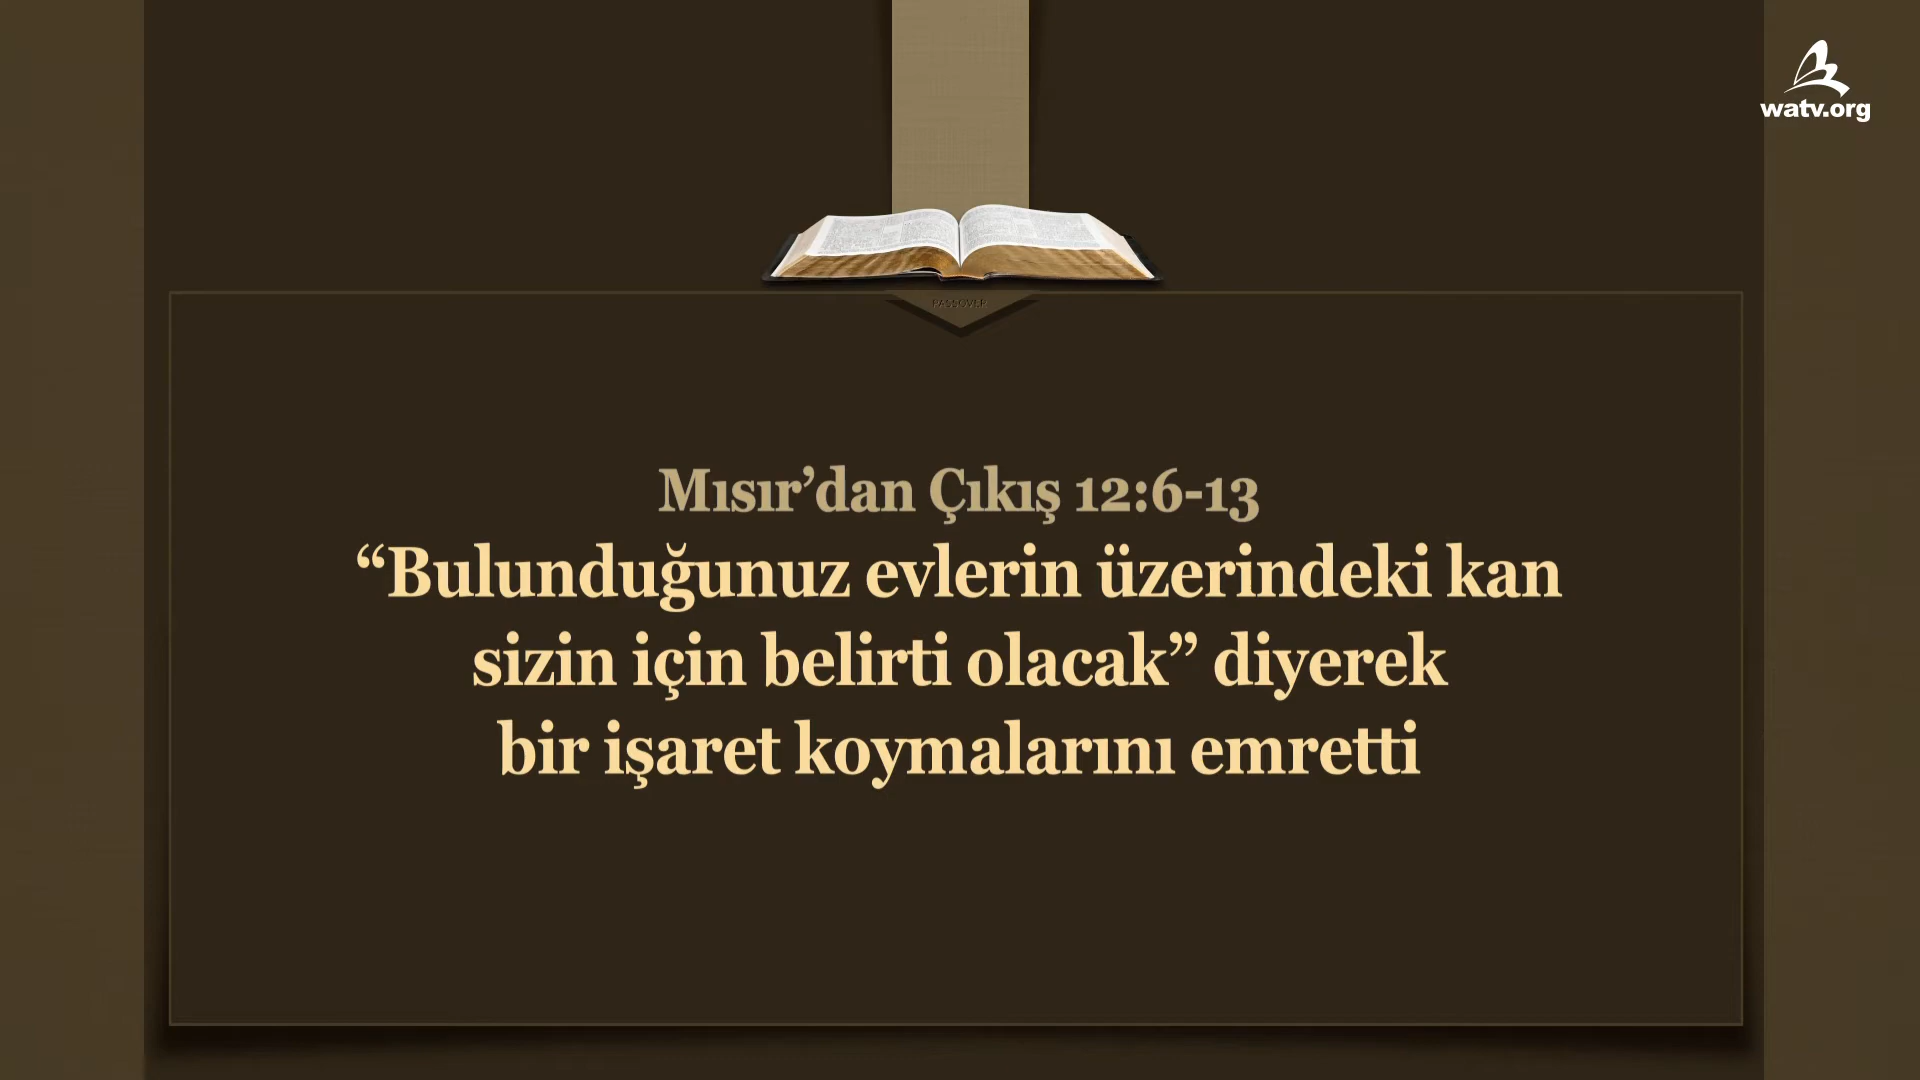 watv.org
PASSOVER
Mısır’dan Çıkış 12:6-13
“Bulunduğunuz evlerin üzerindeki kan
sizin için belirti olacak” diyerek
bir işaret koymalarını emretti